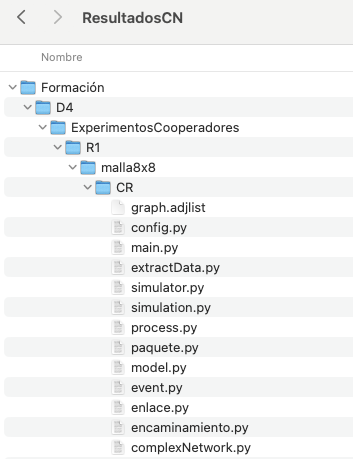 ResultadosCN
Nombre
Formación
D4
ExperimentosCooperadores
R1
malla8x8
CR
graph.adjlist
config.py
main.py
extractData.py
simulator.py
simulation.py
process.py
paquete.py
model.py
event.py
enlace.py
encaminamiento.py
complexNetwork.py